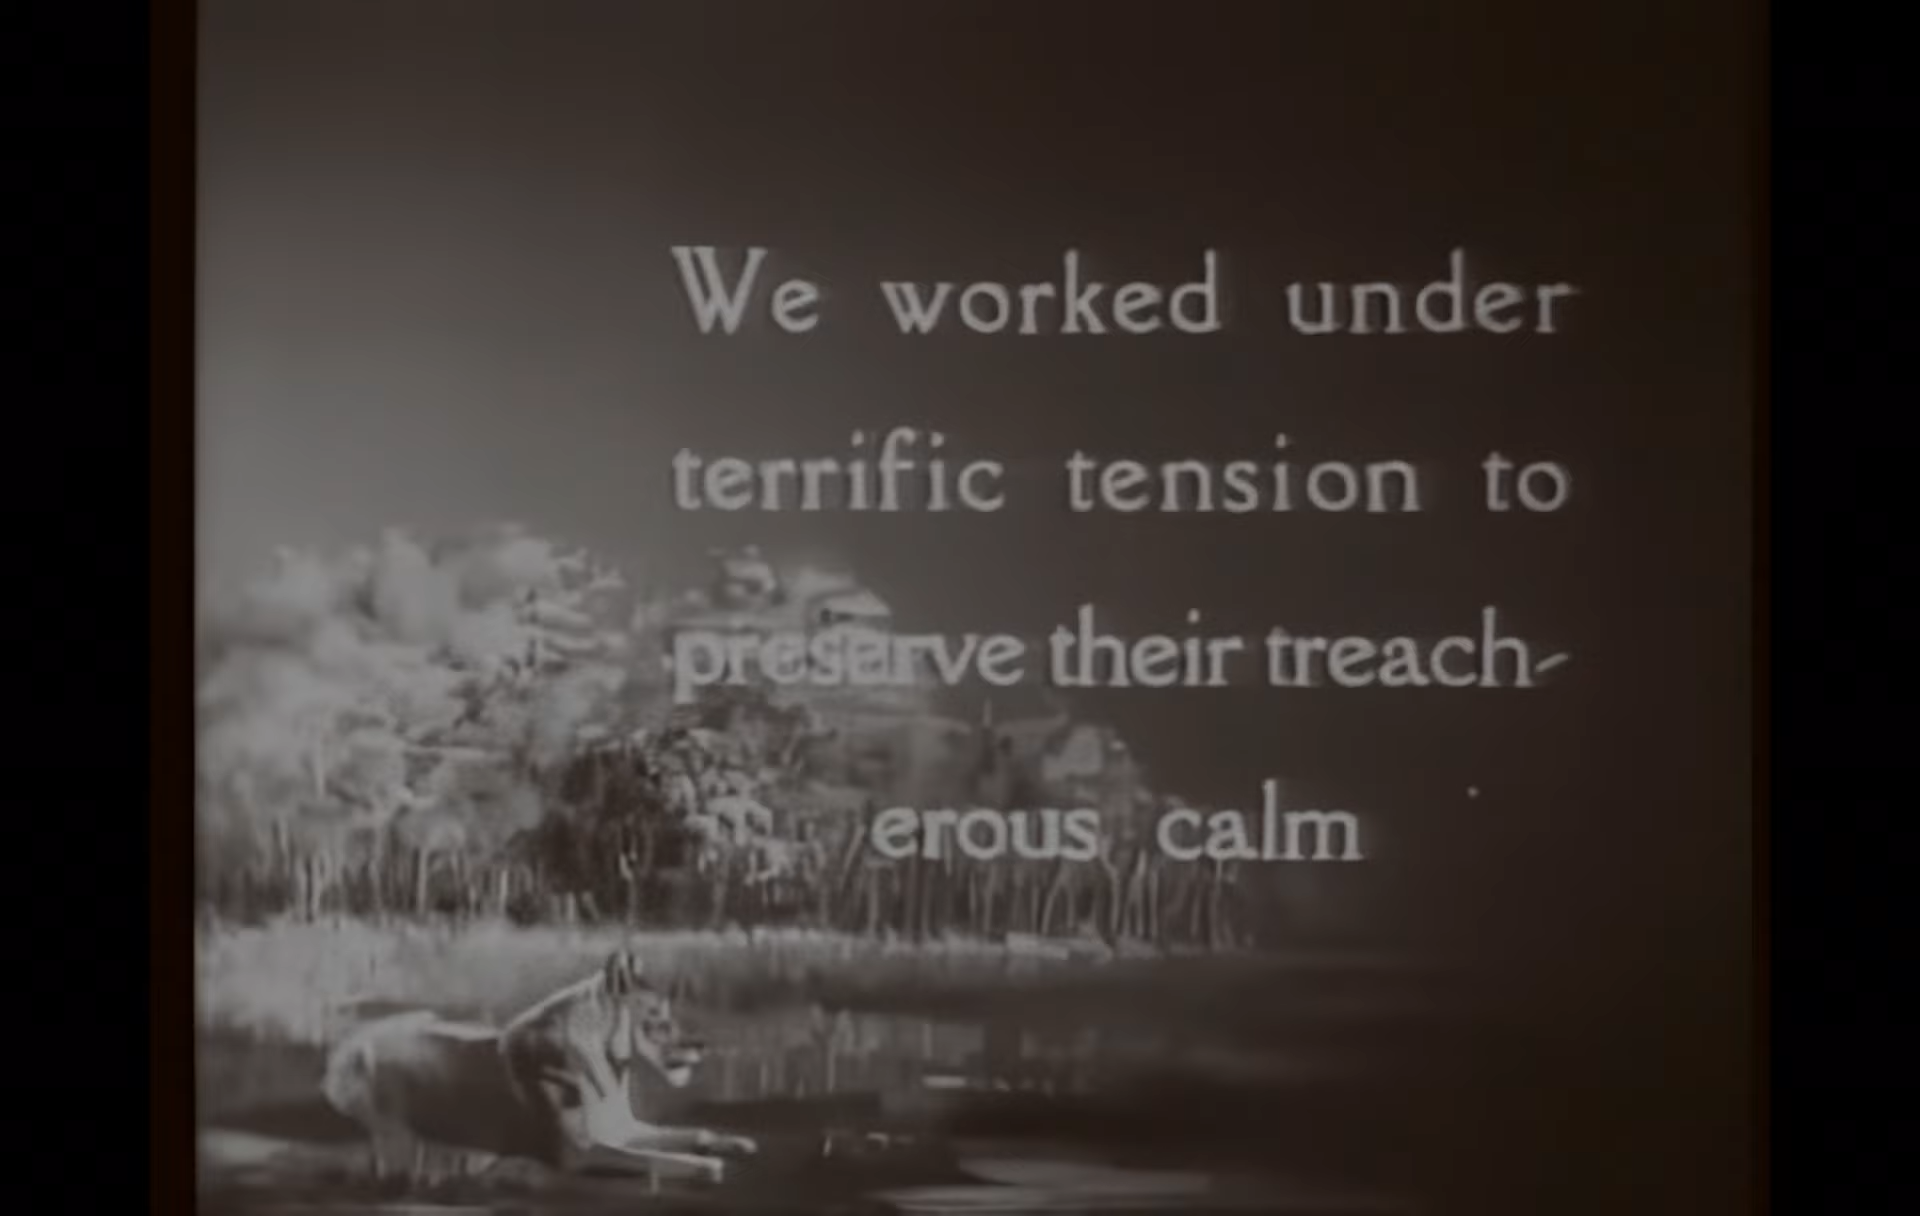 We worked under
terrific tension to
preserve their treach-
erous calm